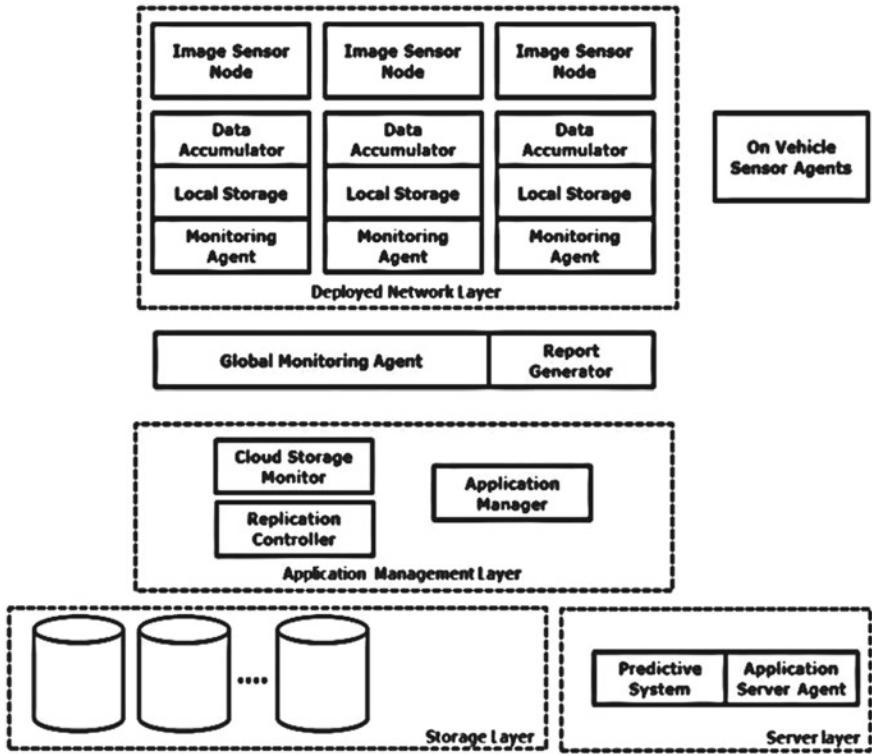 Image Sensor Node
Image Sensor Node
Image Sensor Node
Data Accumulator
Data Accumulator
Data Accumulator
Local Storage
Local Storage
Local Storage
Monitoring Agent
Monitoring Agent
Monitoring Agent
Deployed Network Layer
On Vehicle
Sensor Agents
Global Monitoring Agent
Report
Generator
Cloud Storage
Monitor
Replication
Controller
Application
Manager
Application Management Layer
Storage Layer
Predictive
System
Application
Server Agent
Server layer